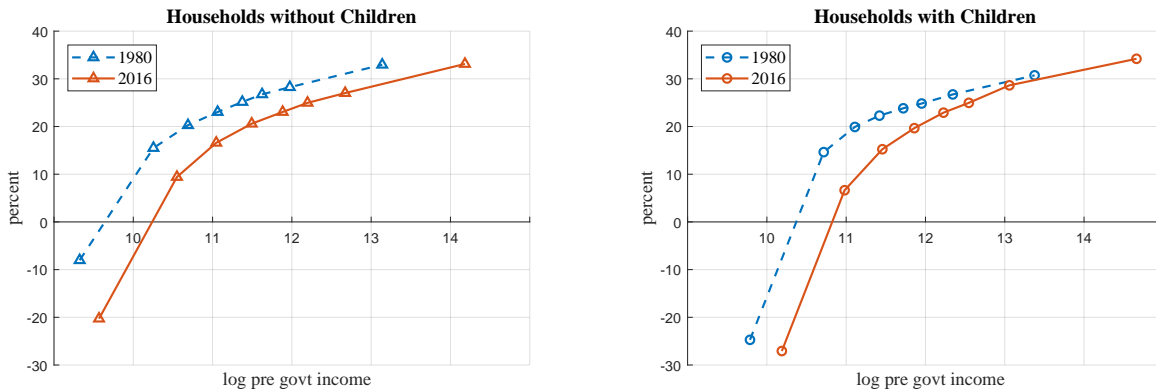 Households without Children
40
30
20
10
0
-10
-20
-30
percent
1980
2016
10 11 12 13 14
log pre govt income
Households with Children
40
30
20
10
0
-10
-20
-30
percent
1980
2016
10 11 12 13 14
log pre govt income